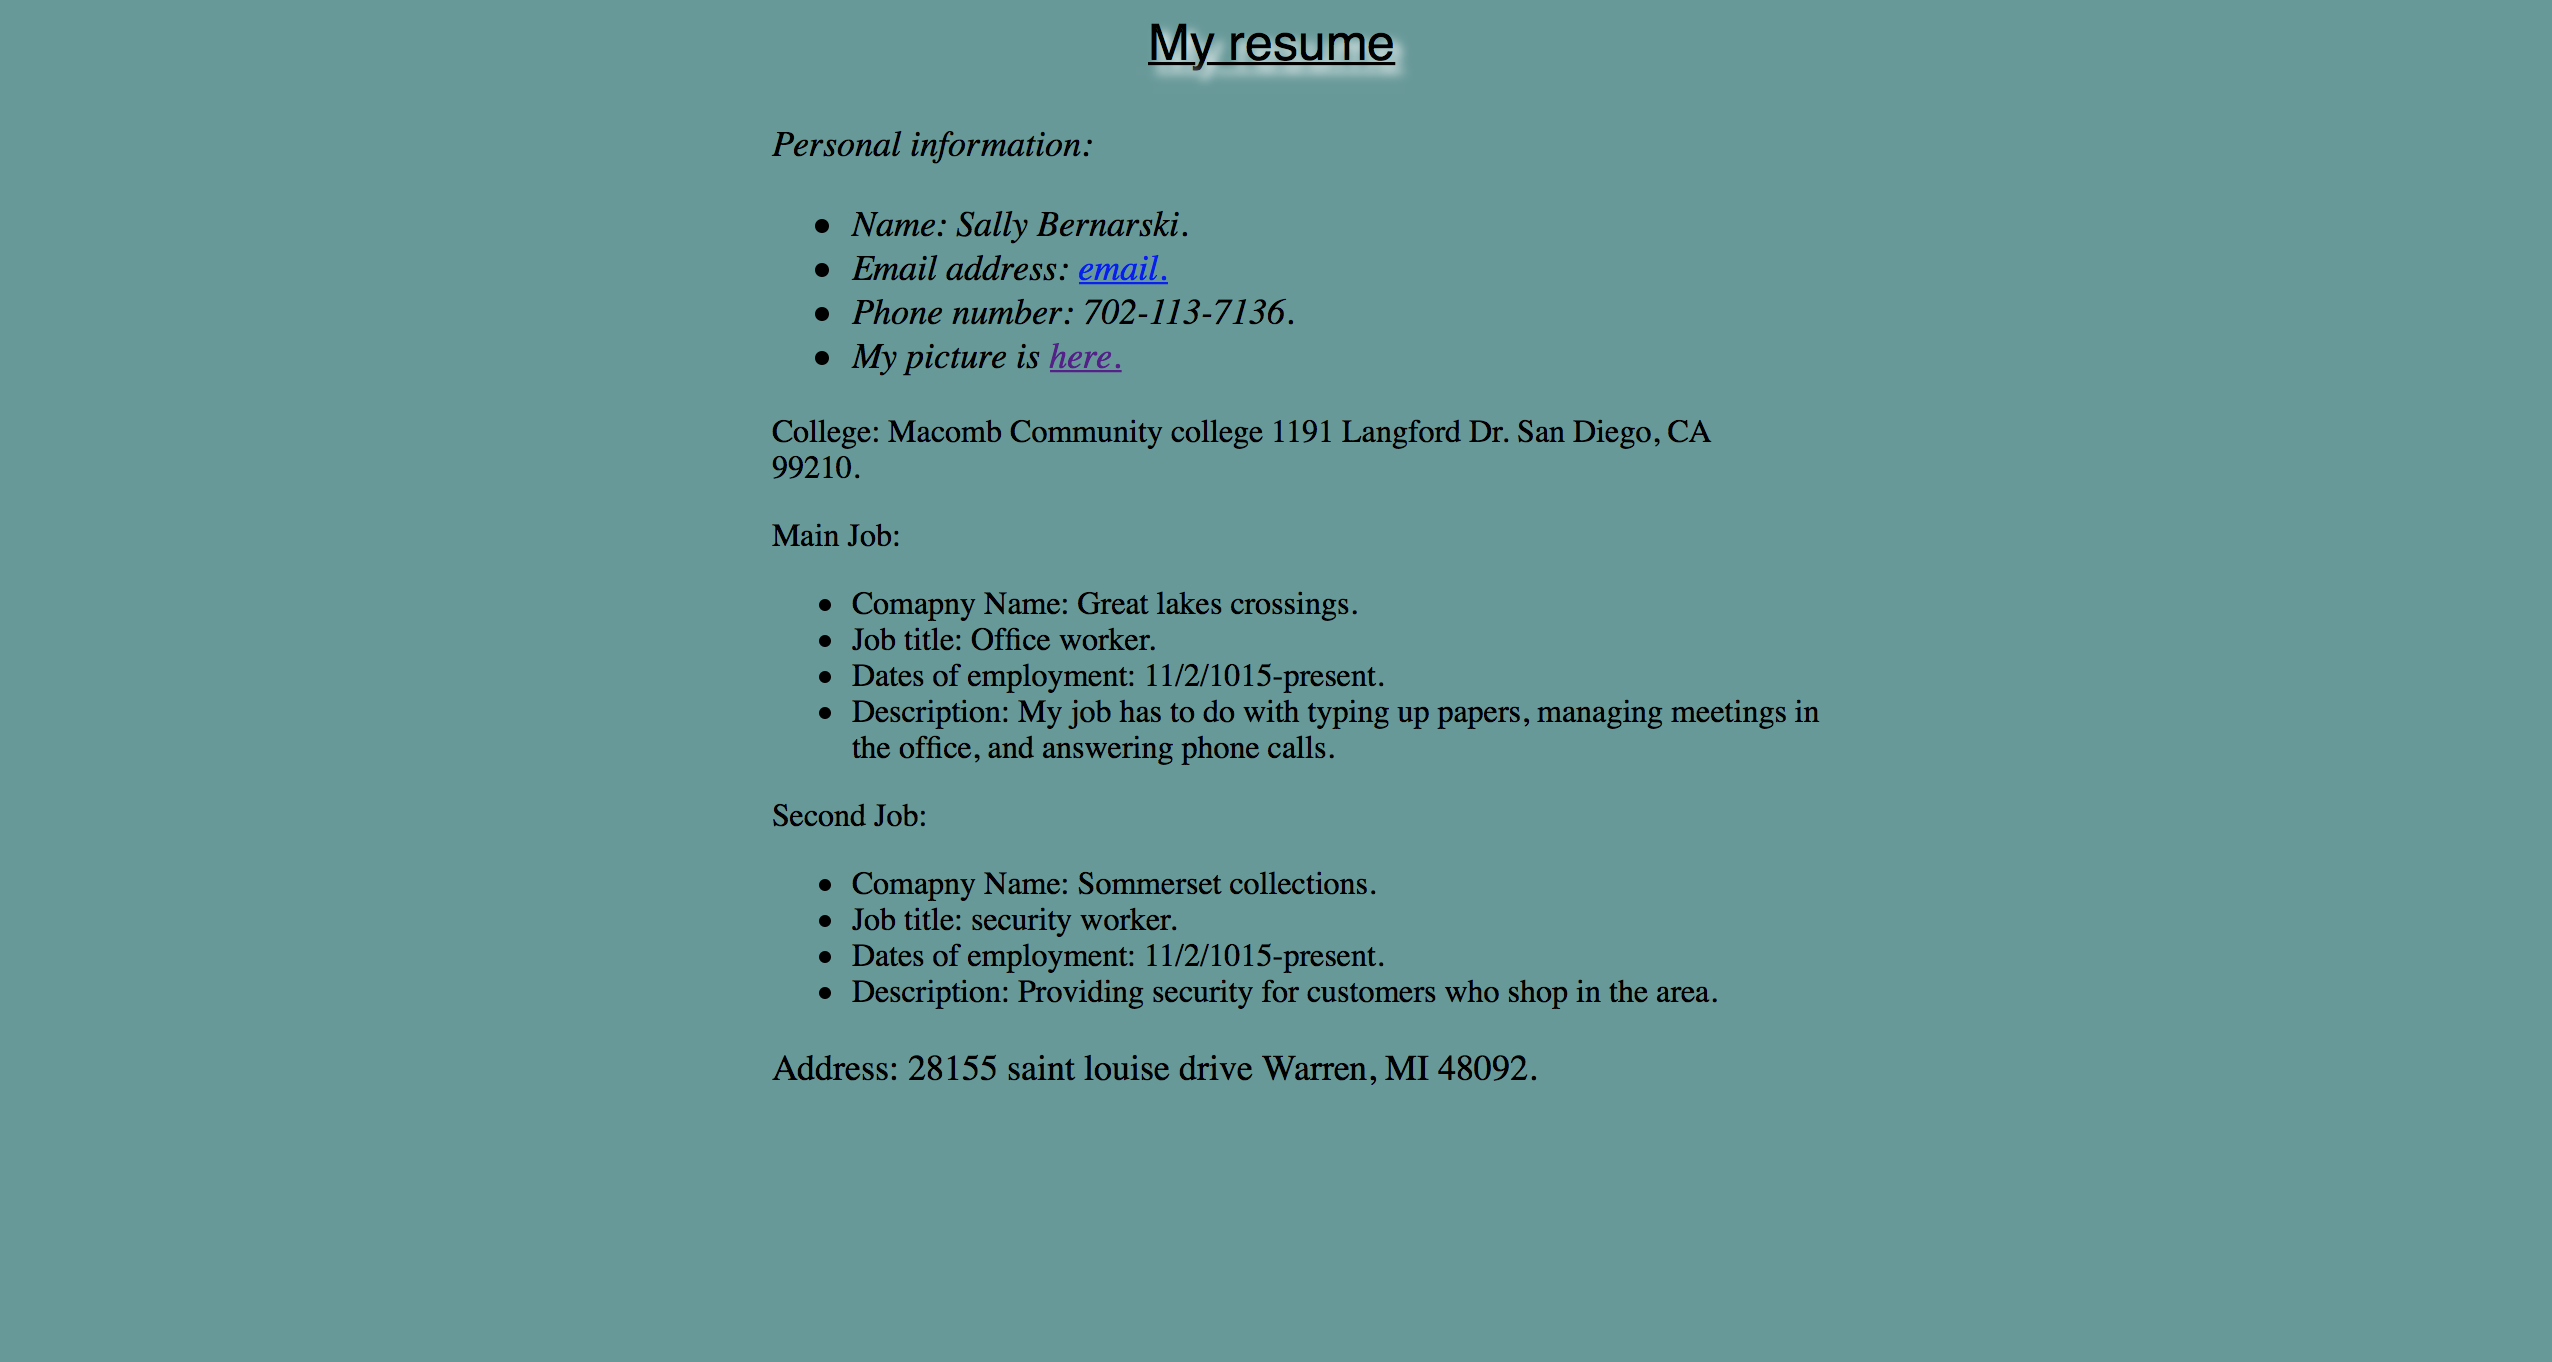 My resume
Personal information:
Name: Sally Bernarski.
Email address: email.
Phone number: 702-113-7136.
My picture is here.
College: Macomb Community college 1191 Langford Dr. San Diego, CA
99210.
Main Job:
Comapny Name: Great lakes crossings.
Job title: Office worker.
Dates of employment: 11/2/1015-present.
Description: My job has to do with typing up papers, managing meetings in
the office, and answering phone calls.
Second Job:
Comapny Name: Sommerset collections.
Job title: security worker.
Dates of employment: 11/2/1015-present.
Description: Providing security for customers who shop in the area.
Address: 28155 saint louise drive Warren, MI 48092.